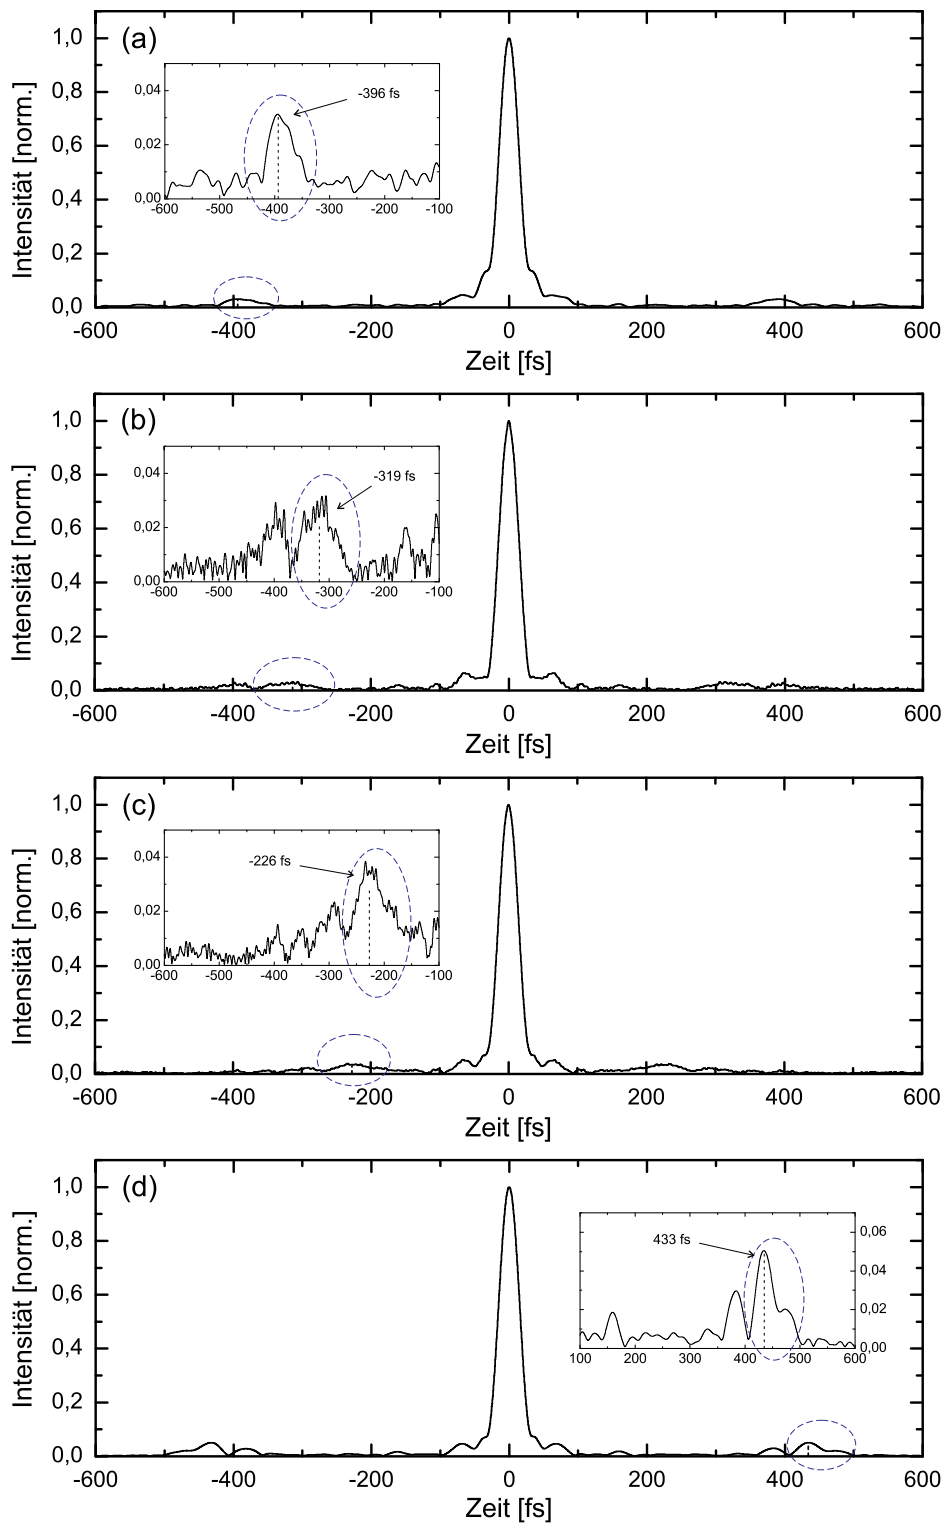 (a)
Intensität [norm.]
1,0
0,8
0,6
0,4
0,2
0,0
-600 -400 -200 0 200 400 600
Zeit [fs]
0,04
0,02
0,00
-600 -500 -400 -300 -200 -100
-396 fs
(b)
Intensität [norm.]
1,0
0,8
0,6
0,4
0,2
0,0
-600 -400 -200 0 200 400 600
Zeit [fs]
0,04
0,02
0,00
-600 -500 -400 -300 -200 -100
-319 fs
(c)
Intensität [norm.]
1,0
0,8
0,6
0,4
0,2
0,0
-600 -400 -200 0 200 400 600
Zeit [fs]
0,04
0,02
0,00
-600 -500 -400 -300 -200 -100
-226 fs
(d)
Intensität [norm.]
1,0
0,8
0,6
0,4
0,2
0,0
-600 -400 -200 0 200 400 600
Zeit [fs]
433 fs
0,06
0,04
0,02
0,00
100 200 300 400 500 600